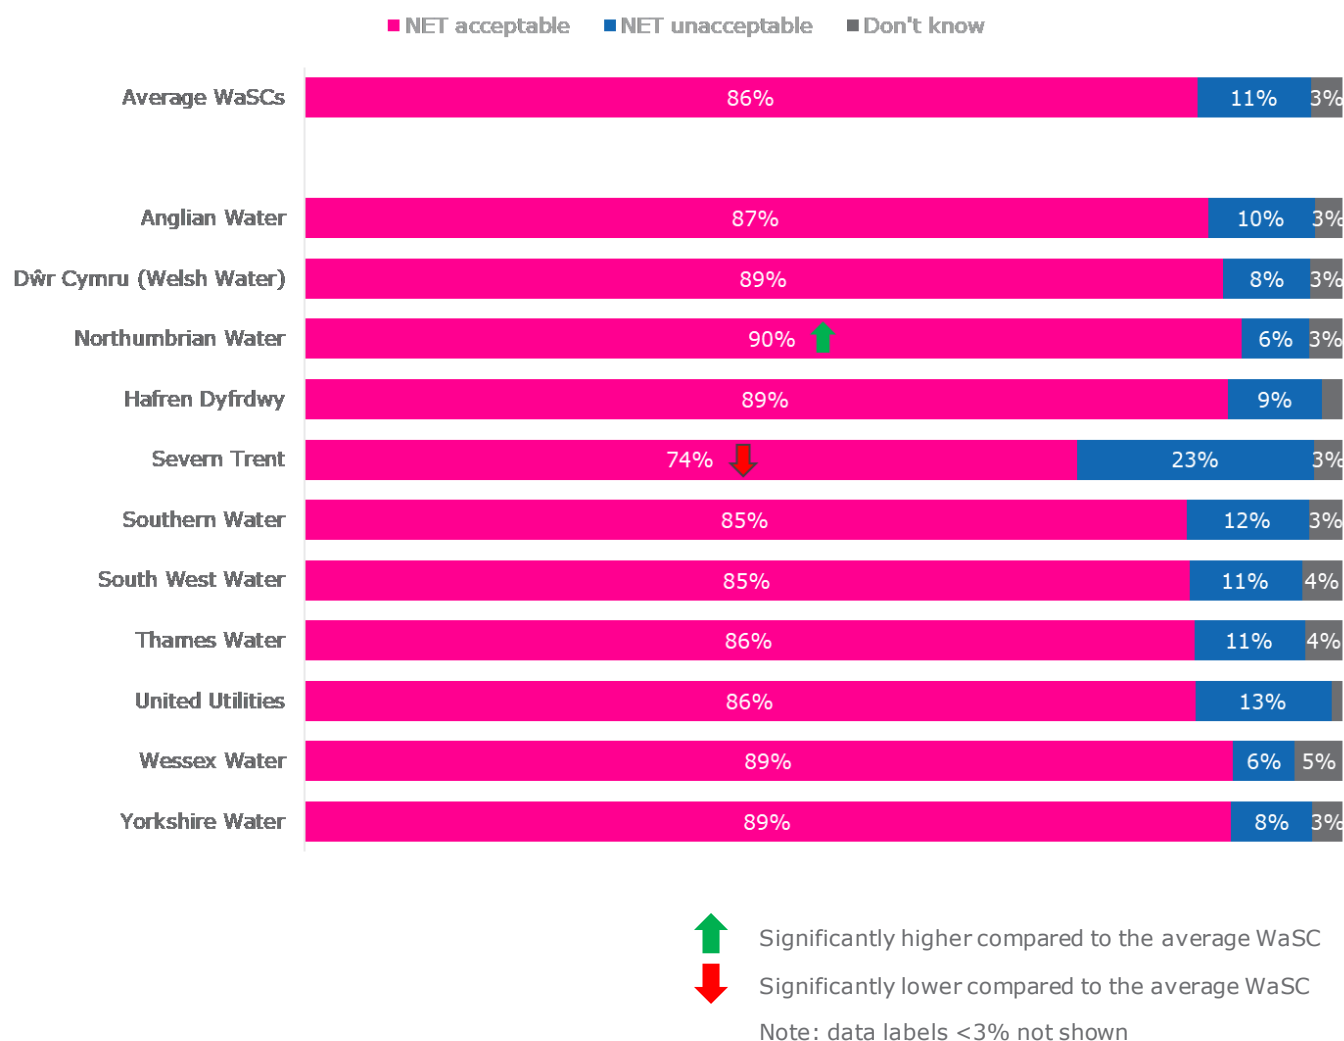 NET acceptable NET unacceptable Don't know
Average WaSCs 86% 11% 3%
Anglian Water 87% 10% 3%
Dŵr Cymru (Welsh Water) 89% 8% 3%
Northumbrian Water 90% 6% 3%
Hafren Dyfrdwy 89% 9%
Severn Trent 74% 23% 3%
Southern Water 85% 12% 3%
South West Water 85% 11% 4%
Thames Water 86% 11% 4%
United Utilities 86% 13%
Wessex Water 89% 6% 5%
Yorkshire Water 89% 8% 3%
Significantly higher compared to the average WaSC
Significantly lower compared to the average WaSC
Note: data labels <3% not shown